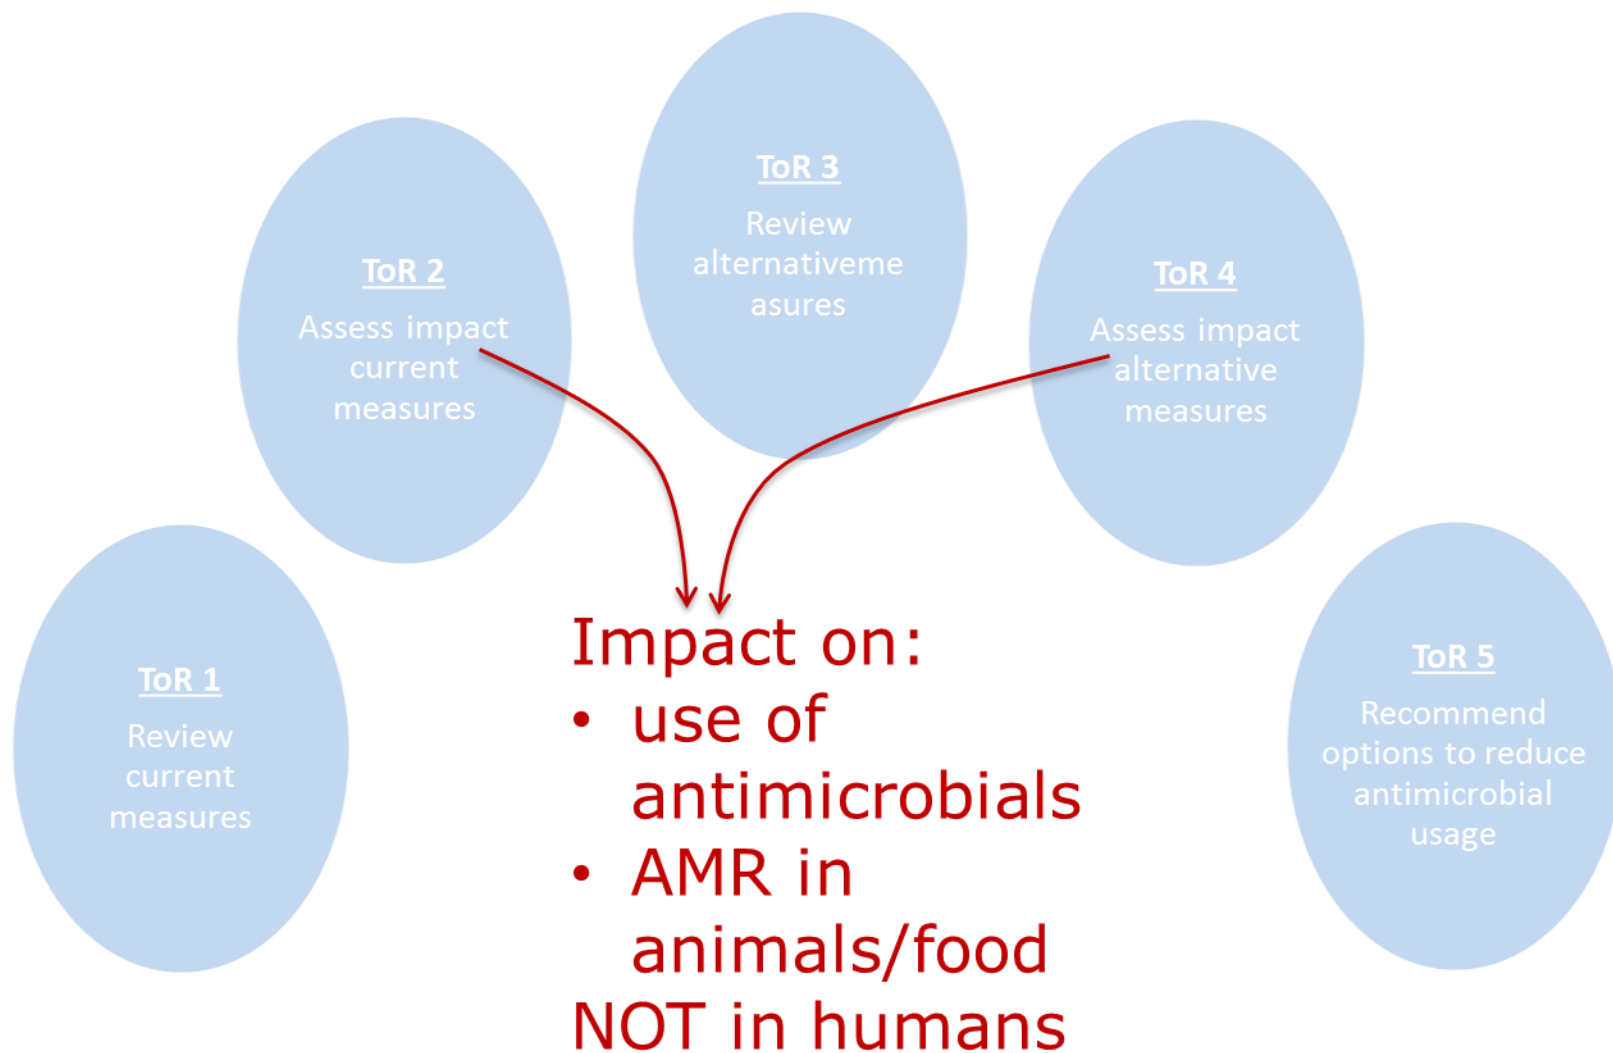 ToR 3
Review
alternativeme
asures
ToR 2
Assess impact
current
measures
ToR 4
Assess impact
alternative
measures
ToR 1
Review
current
measures
Impact on:
• use of
antimicrobials
• AMR in
animals/food
NOT in humans
ToR 5
Recommend
options to reduce
antimicrobial
usage